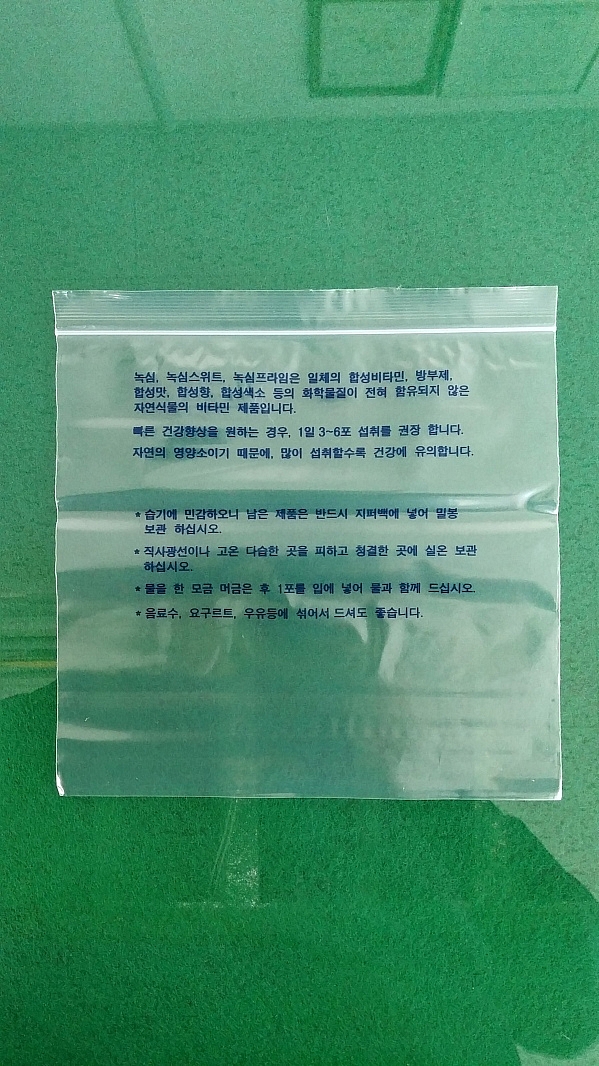 녹심, 녹심스위트, 녹심프라임은 일체의 합성비타민, 방부제,
합성맛, 합성향, 합성색소 등의 화학물질이 전혀 함유되지 않은
자연식물의 비타민 제품입니다.
빠른 건강향상을 원하는 경우, 1일 3~6포 섭취를 권장 합니다.
자연의 영양소이기 때문에, 많이 섭취할수록 건강에 유의합니다.
* 습기에 민감하오니 남은 제품은 반드시 지퍼백에 넣어 밀봉
보관 하십시오.
* 직사광선이나 고온 다습한 곳을 피하고 청결한 곳에 실온 보관
하십시오.
* 물을 한 모금 머금은 후 1포를 입에 넣어 물과 함께 드십시오.
* 음료수, 요구르트, 우유등에 섞어서 드셔도 좋습니다.